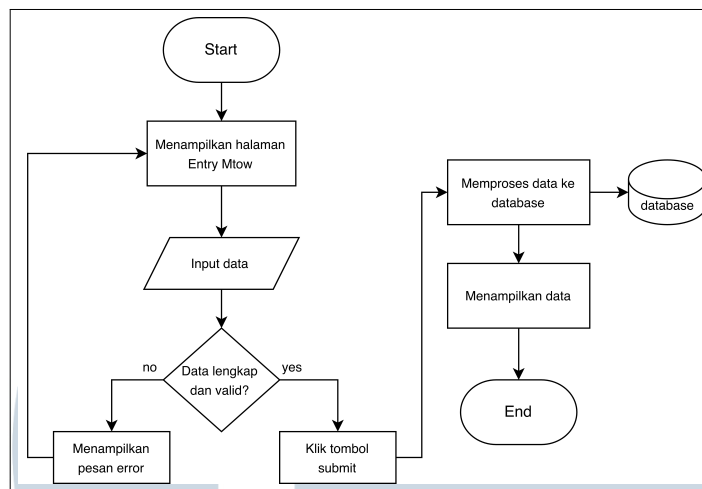 Start
Menampilkan halaman
Entry Mtow
Input data
Data lengkap
dan valid?
no
yes
Menampilkan
pesan error
Klik tombol
submit
Memproses data ke
database
database
Menampilkan data
End